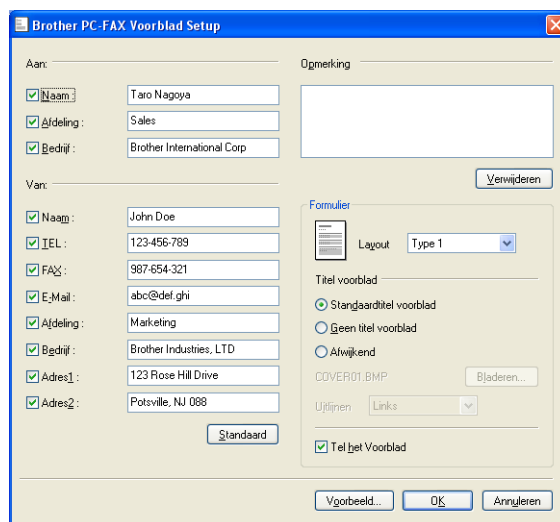 Brother PC-FAX Voorblad Setup
Aan:
Naam: Taro Nagoya
Afdeling: Sales
Bedrijf: Brother International Corp
Van:
Naam: John Doe
TEL: 123-456-789
FAX: 987-654-321
E-Mail: abc@def.ghi
Afdeling: Marketing
Bedrijf: Brother Industries, LTD
Adres1: 123 Rose Hill Drive
Adres2: Potsville, NJ 088
Standaard
Opmerking
Verwijderen
Formulier
Layout Type 1
Titel voorblad
Standaardtitel voorblad
Geen titel voorblad
Afwijkend
COVER01.BMP Bladeren...
Uitlijnen Links
Tel het Voorblad
Voorbeeld... OK Annuleren